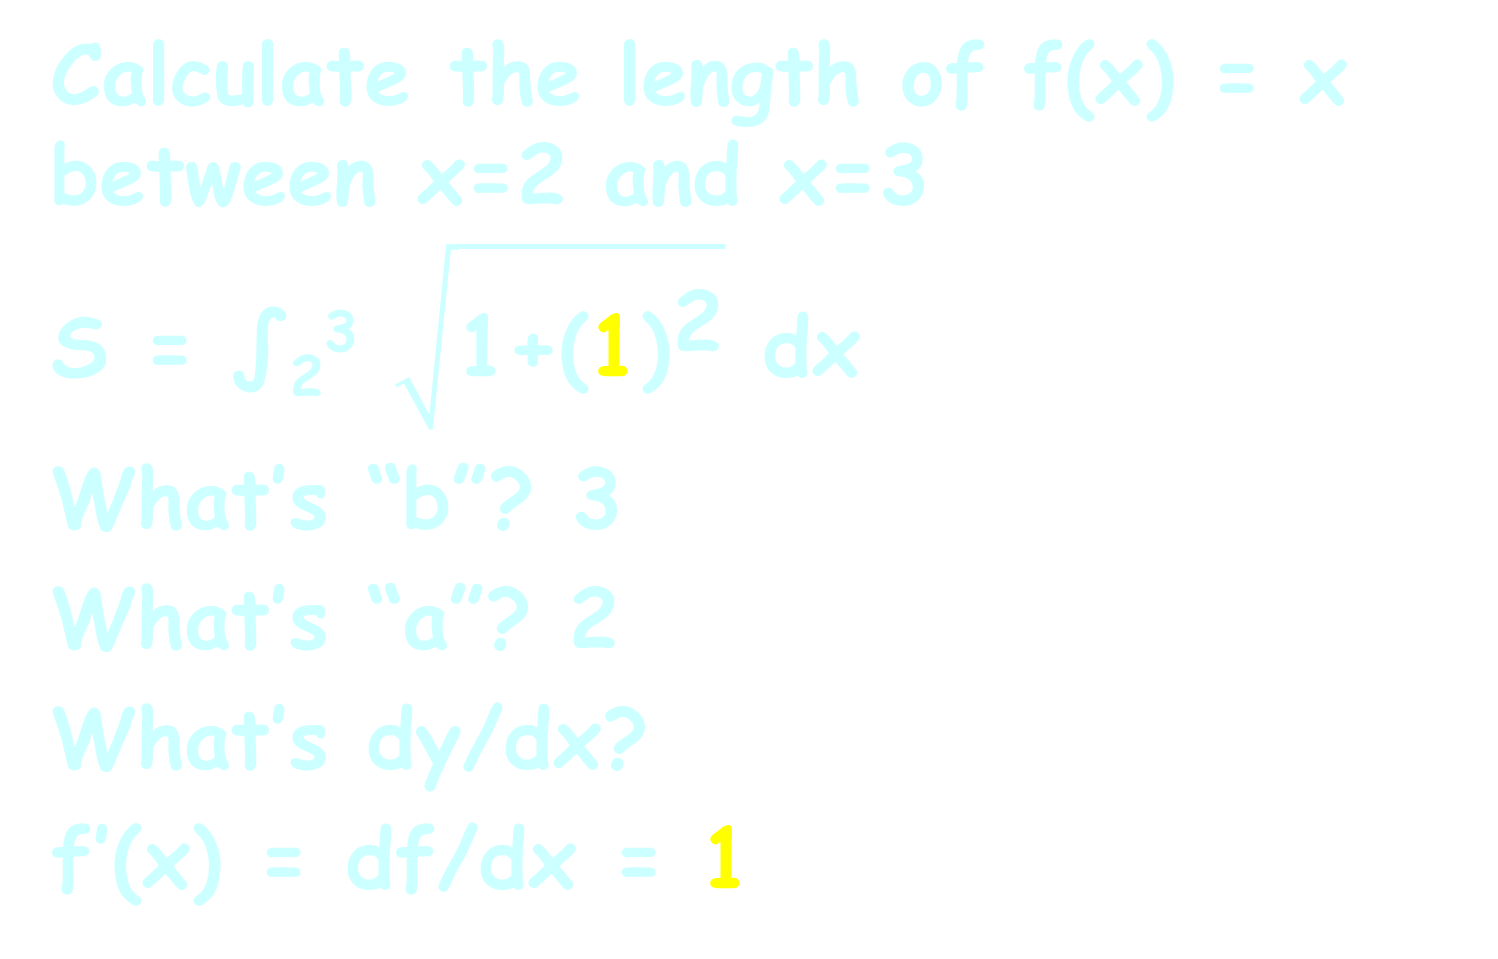 Calculate the length of f(x) = x
between x=2 and x=3
S = ∫₂³ √1+(1)² dx
What's “b”? 3
What's “a”? 2
What's dy/dx?
f'(x) = df/dx = 1